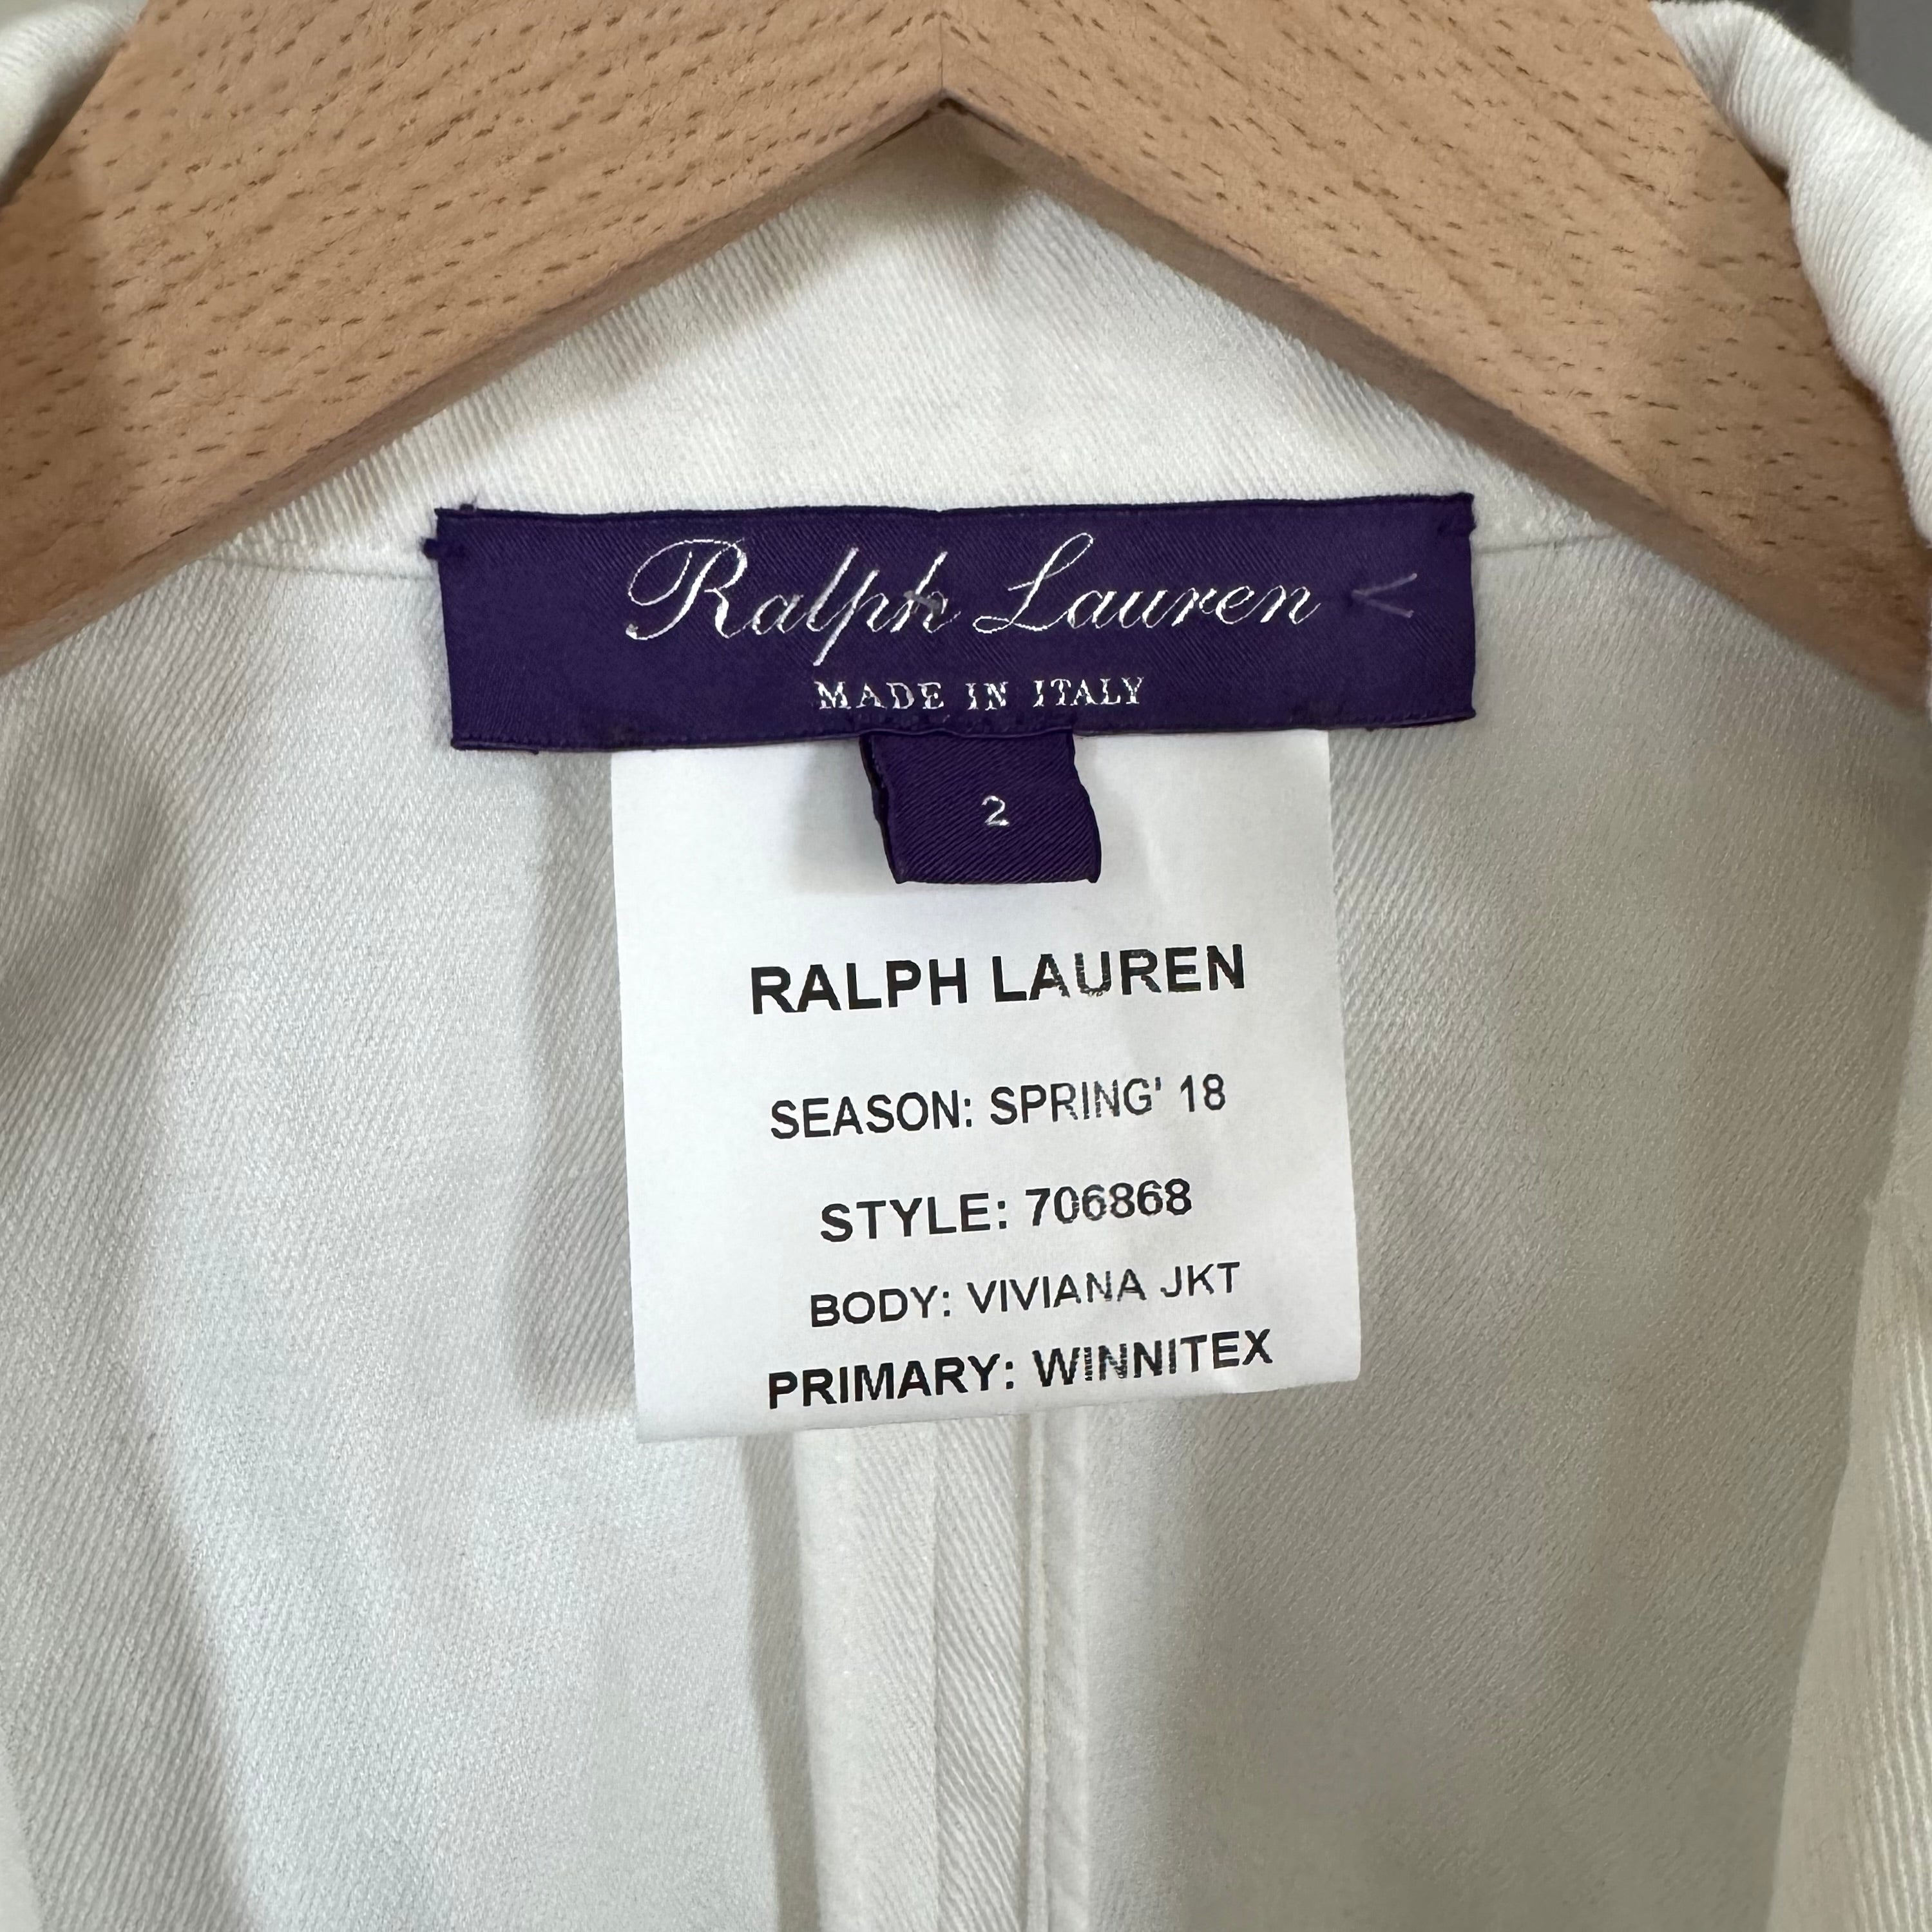 Ralph Lauren
MADE IN ITALY
2
RALPH LAUREN
SEASON: SPRING' 18
STYLE: 706868
BODY: VIVIANA JKT
PRIMARY: WINNITEX